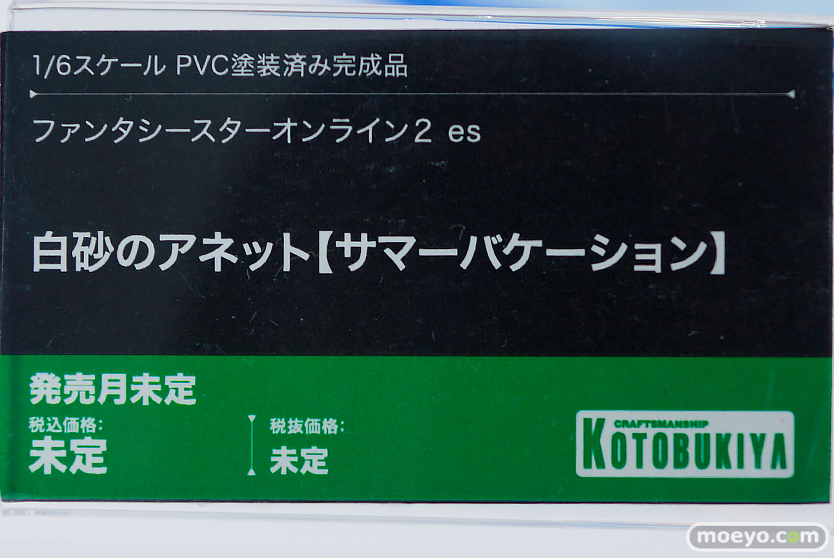 1/6スケール PVC塗装済み完成品
ファンタシースターオンライン2 es
白砂のアネット【サマーバケーション】
発売月未定
税込価格:
未定
税抜価格:
未定
CRAFTSMANSHIP
KOTOBUKIYA
moeyo.com